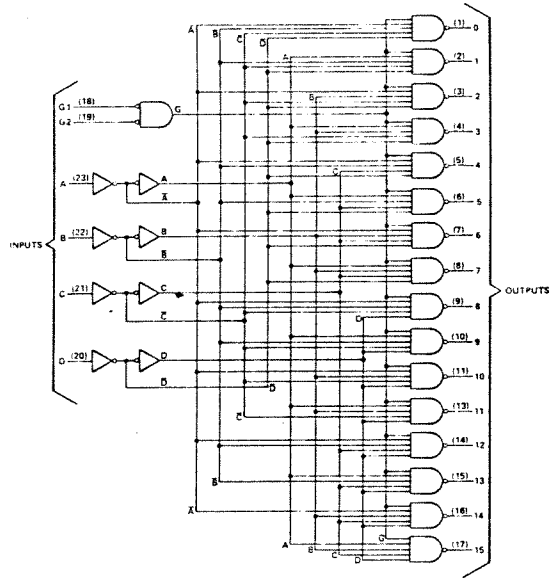 A̅
B̅
C̅
D̅
(1) 0
A
(2) 1
B
(3) 2
G1 (18)
G
G2 (19)
(4) 3
(5) 4
C
A (23)
A
A̅
(6) 5
B (22)
B
B̅
(7) 6
INPUTS
(8) 7
C (21)
C
C̅
(9) 8
OUTPUTS
D
(10) 9
D (20)
D
D̅
D̅
(11) 10
C̅
(13) 11
(14) 12
B̅
(15) 13
A̅
(16) 14
G
A
B
C
D
(17) 15